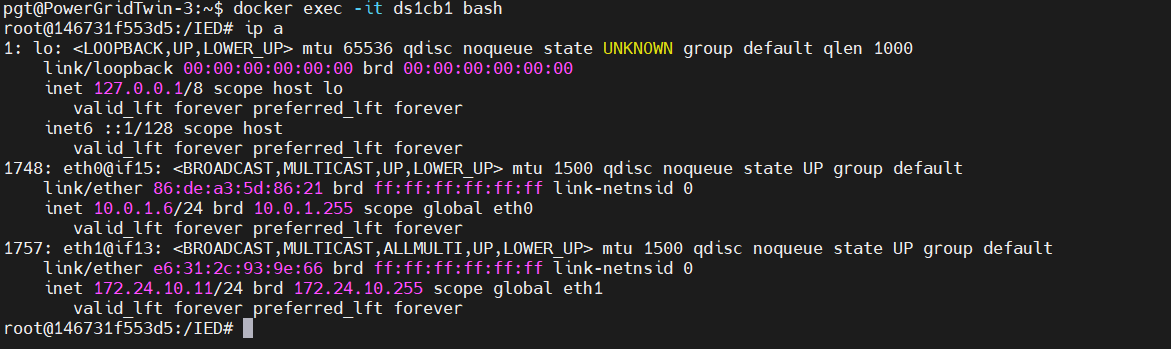 pgt@PowerGridTwin-3:~$ docker exec -it ds1cb1 bash
root@146731f553d5:/IED# ip a
1: lo: <LOOPBACK,UP,LOWER_UP> mtu 65536 qdisc noqueue state UNKNOWN group default qlen 1000
    link/loopback 00:00:00:00:00:00 brd 00:00:00:00:00:00
    inet 127.0.0.1/8 scope host lo
       valid_lft forever preferred_lft forever
    inet6 ::1/128 scope host
       valid_lft forever preferred_lft forever
1748: eth0@if15: <BROADCAST,MULTICAST,UP,LOWER_UP> mtu 1500 qdisc noqueue state UP group default
    link/ether 86:de:a3:5d:86:21 brd ff:ff:ff:ff:ff:ff link-netnsid 0
    inet 10.0.1.6/24 brd 10.0.1.255 scope global eth0
       valid_lft forever preferred_lft forever
1757: eth1@if13: <BROADCAST,MULTICAST,ALLMULTI,UP,LOWER_UP> mtu 1500 qdisc noqueue state UP group default
    link/ether e6:31:2c:93:9e:66 brd ff:ff:ff:ff:ff:ff link-netnsid 0
    inet 172.24.10.11/24 brd 172.24.10.255 scope global eth1
       valid_lft forever preferred_lft forever
root@146731f553d5:/IED#